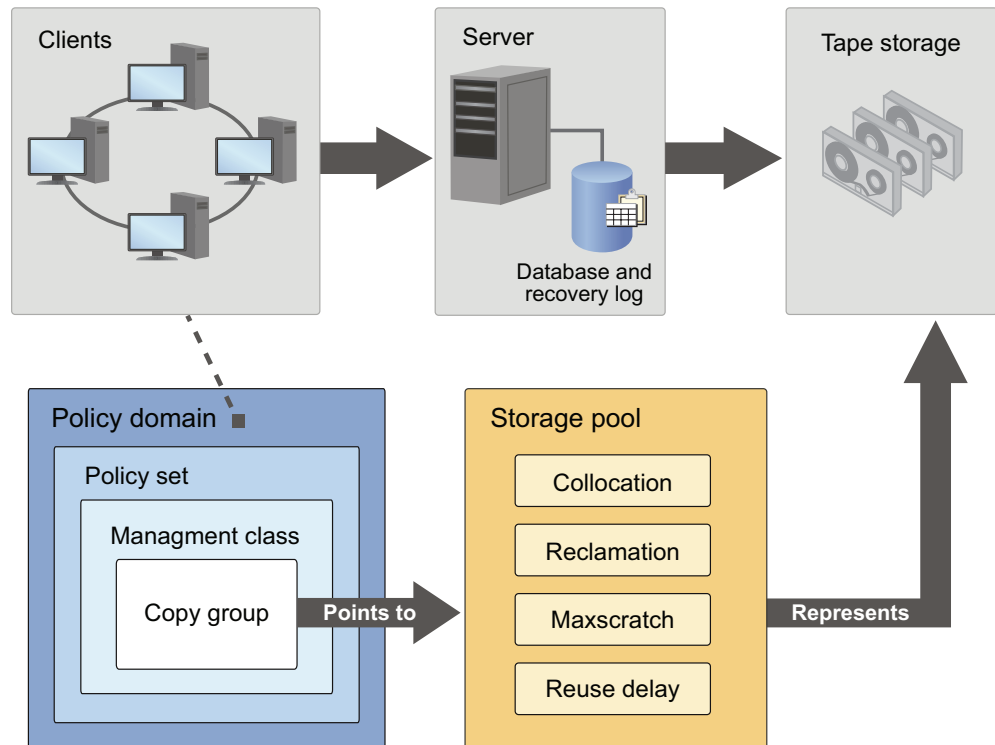 Clients
Server
Tape storage
Database and
recovery log
Policy domain
Policy set
Managment class
Copy group
Points to
Storage pool
Collocation
Reclamation
Maxscratch
Reuse delay
Represents